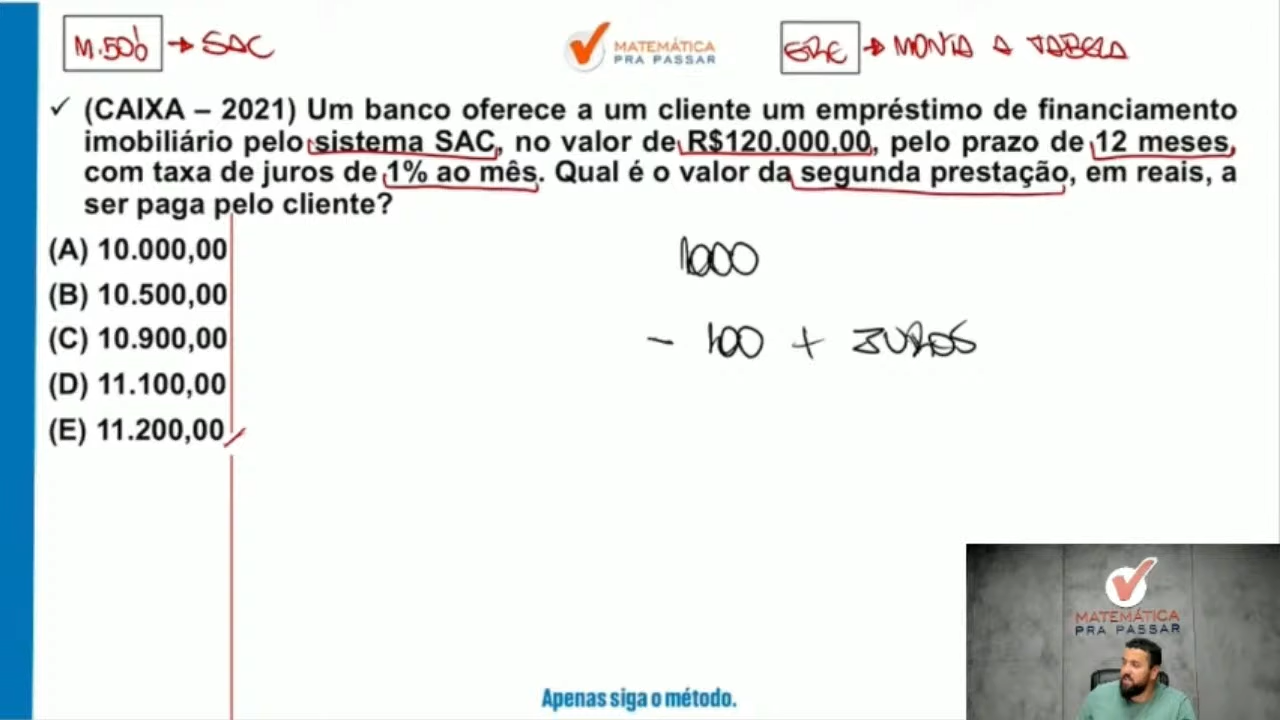 M.50b → SAC
MATEMÁTICA
PRA PASSAR
→ MONTA A TABELA
✓ (CAIXA – 2021) Um banco oferece a um cliente um empréstimo de financiamento
imobiliário pelo sistema SAC, no valor de R$120.000,00, pelo prazo de 12 meses,
com taxa de juros de 1% ao mês. Qual é o valor da segunda prestação, em reais, a
ser paga pelo cliente?
(A) 10.000,00
(B) 10.500,00
(C) 10.900,00
(D) 11.100,00
(E) 11.200,00
1000
- 100 + JUROS
MATEMÁTICA
PRA PASSAR
Apenas siga o método.